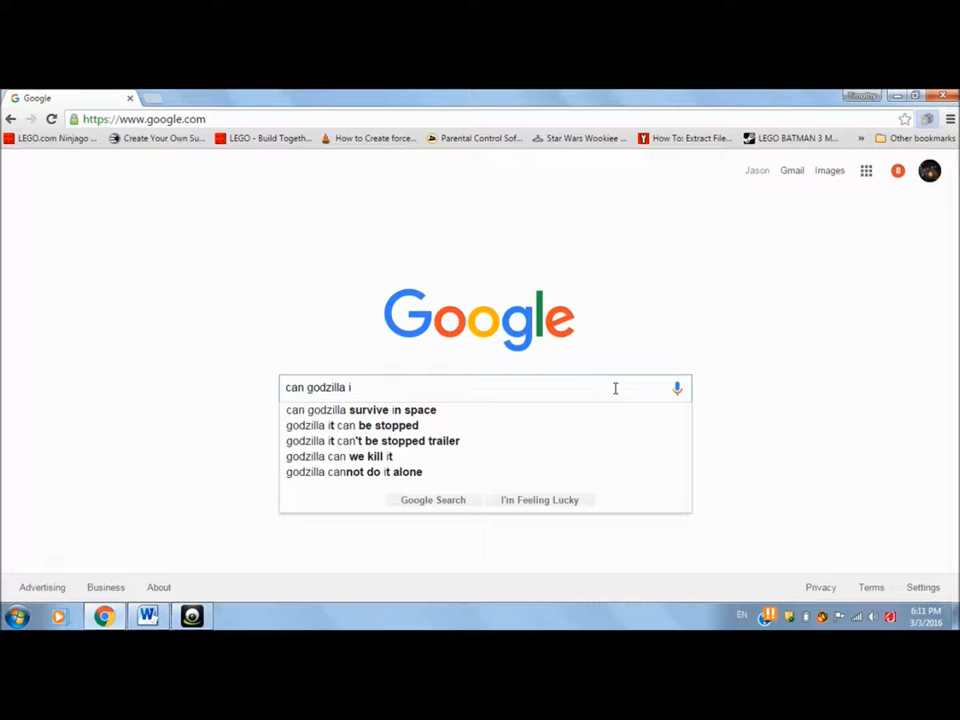 Google
Timothy
https://www.google.com
LEGO.com Ninjago ...
Create Your Own Su...
LEGO - Build Togeth...
How to Create force...
Parental Control Sof...
Star Wars Wookiee ...
How To: Extract File...
LEGO BATMAN 3 M...
»
Other bookmarks
Jason Gmail Images 8
Google
can godzilla i
can godzilla survive in space
godzilla it can be stopped
godzilla it can't be stopped trailer
godzilla can we kill it
godzilla cannot do it alone
Google Search I'm Feeling Lucky
Advertising Business About Privacy Terms Settings
EN 6:11 PM
3/3/2016